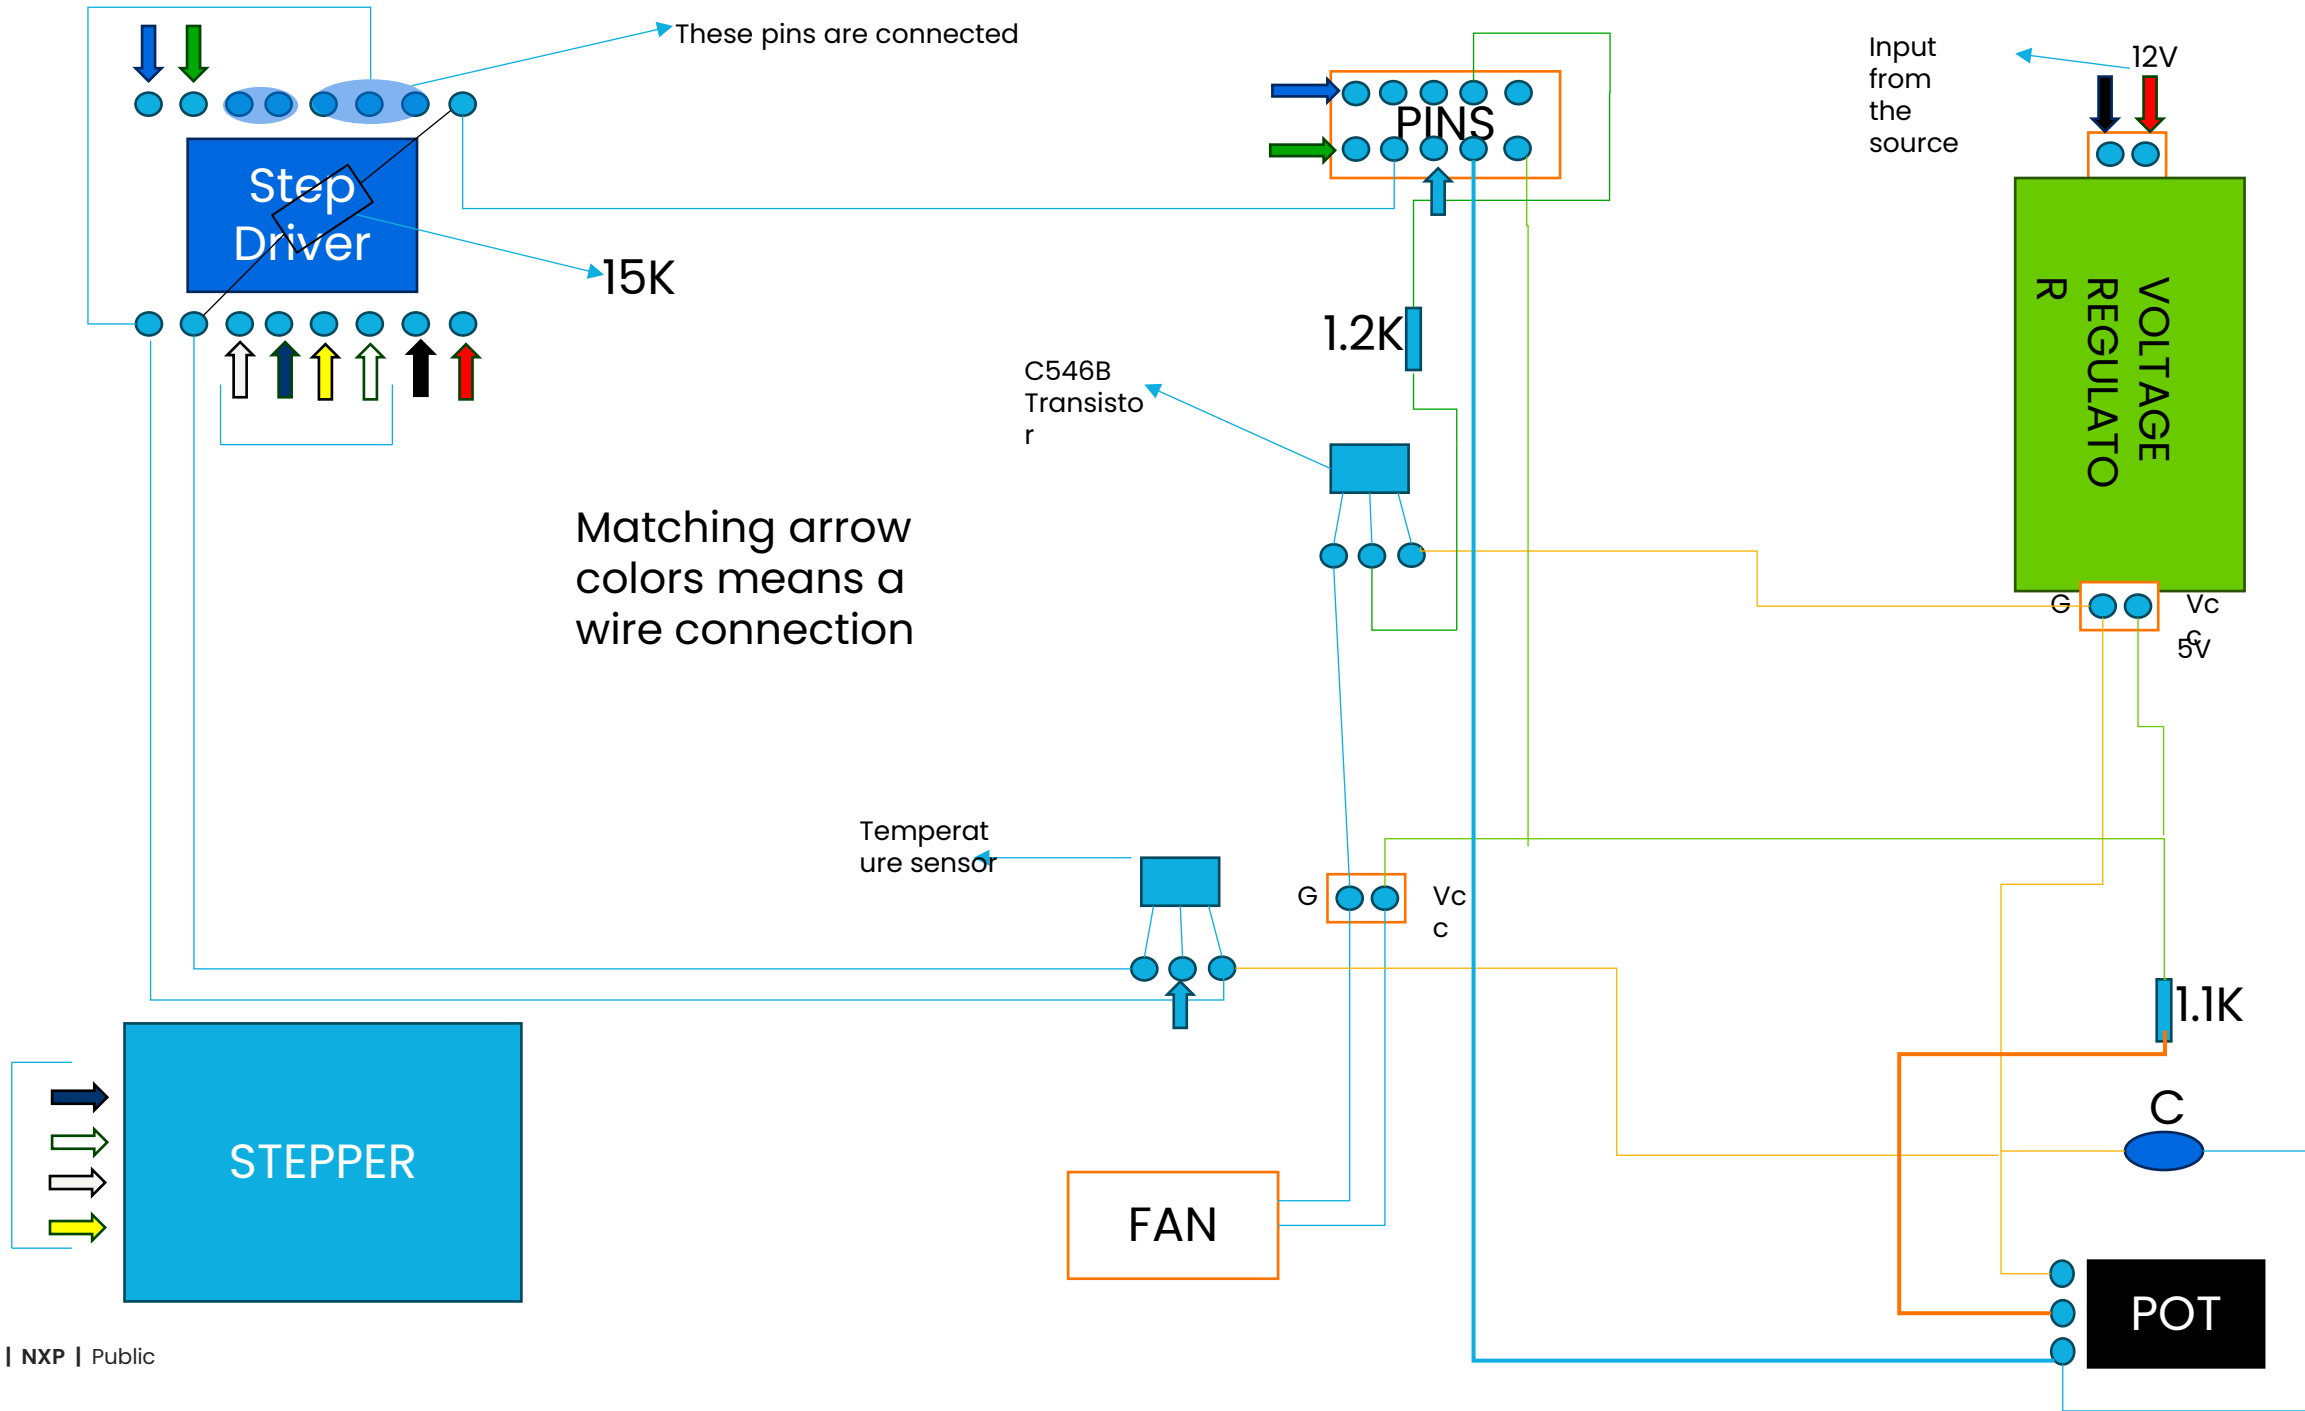 These pins are connected
Input
from
the
source
12V
PINS
Step
Driver
15K
1.2K
VOLTAGE
REGULATO
R
C546B
Transisto
r
Matching arrow
colors means a
wire connection
G
Vc
c
5V
Temperat
ure sensor
G
Vc
c
1.1K
C
STEPPER
FAN
POT
| NXP | Public